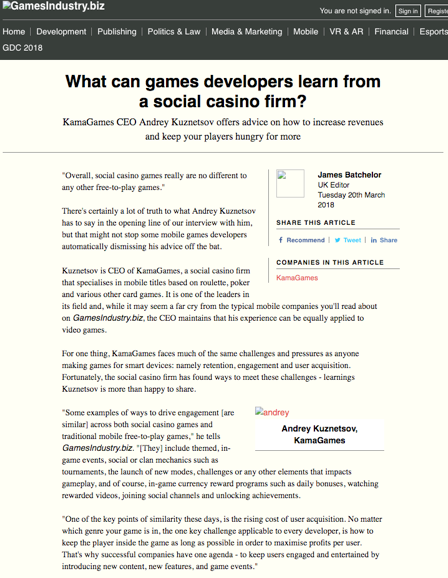 GamesIndustry.biz
You are not signed in. Sign in Registe
Home Development Publishing Politics & Law Media & Marketing Mobile VR & AR Financial Esports
GDC 2018
What can games developers learn from
a social casino firm?
KamaGames CEO Andrey Kuznetsov offers advice on how to increase revenues
and keep your players hungry for more
"Overall, social casino games really are no different to
any other free-to-play games."
There's certainly a lot of truth to what Andrey Kuznetsov
has to say in the opening line of our interview with him,
but that might not stop some mobile games developers
automatically dismissing his advice off the bat.
Kuznetsov is CEO of KamaGames, a social casino firm
that specialises in mobile titles based on roulette, poker
and various other card games. It is one of the leaders in
its field and, while it may seem a far cry from the typical mobile companies you'll read about
on GamesIndustry.biz, the CEO maintains that his experience can be equally applied to
video games.
For one thing, KamaGames faces much of the same challenges and pressures as anyone
making games for smart devices: namely retention, engagement and user acquisition.
Fortunately, the social casino firm has found ways to meet these challenges - learnings
Kuznetsov is more than happy to share.
"Some examples of ways to drive engagement [are
similar] across both social casino games and
traditional mobile free-to-play games," he tells
GamesIndustry.biz. "[They] include themed, in-
game events, social or clan mechanics such as
tournaments, the launch of new modes, challenges or any other elements that impacts
gameplay, and of course, in-game currency reward programs such as daily bonuses, watching
rewarded videos, joining social channels and unlocking achievements.
"One of the key points of similarity these days, is the rising cost of user acquisition. No matter
which genre your game is in, the one key challenge applicable to every developer, is how to
keep the player inside the game as long as possible in order to maximise profits per user.
That's why successful companies have one agenda - to keep users engaged and entertained by
introducing new content, new features, and game events."
James Batchelor
UK Editor
Tuesday 20th March
2018
SHARE THIS ARTICLE
Recommend Tweet Share
COMPANIES IN THIS ARTICLE
KamaGames
andrey
Andrey Kuznetsov,
KamaGames